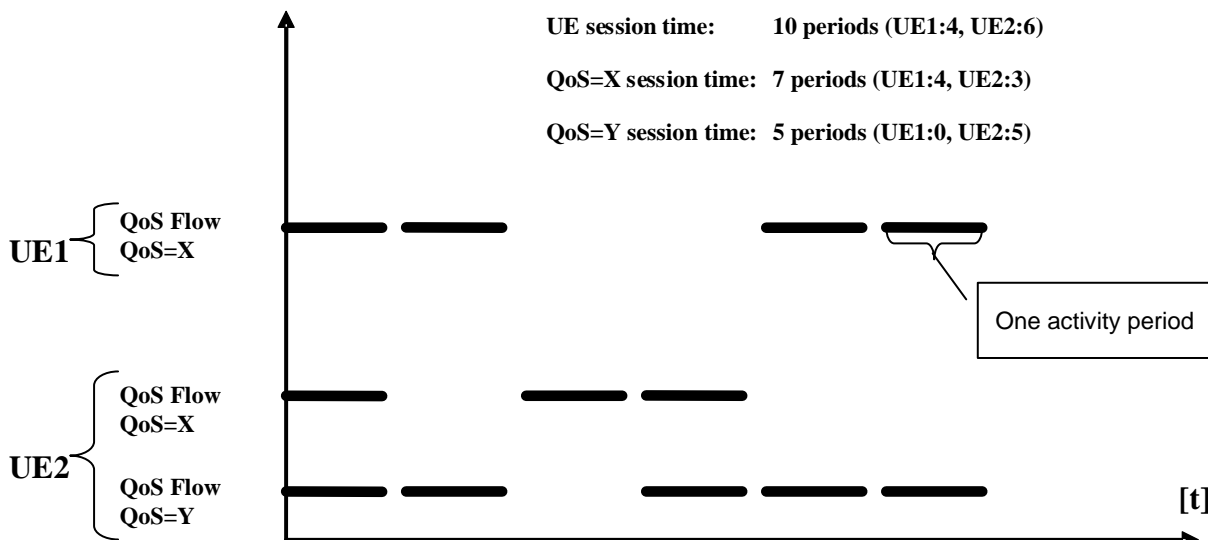 UE session time: 10 periods (UE1:4, UE2:6)
QoS=X session time: 7 periods (UE1:4, UE2:3)
QoS=Y session time: 5 periods (UE1:0, UE2:5)
UE1
QoS Flow
QoS=X
One activity period
UE2
QoS Flow
QoS=X
QoS Flow
QoS=Y
[t]